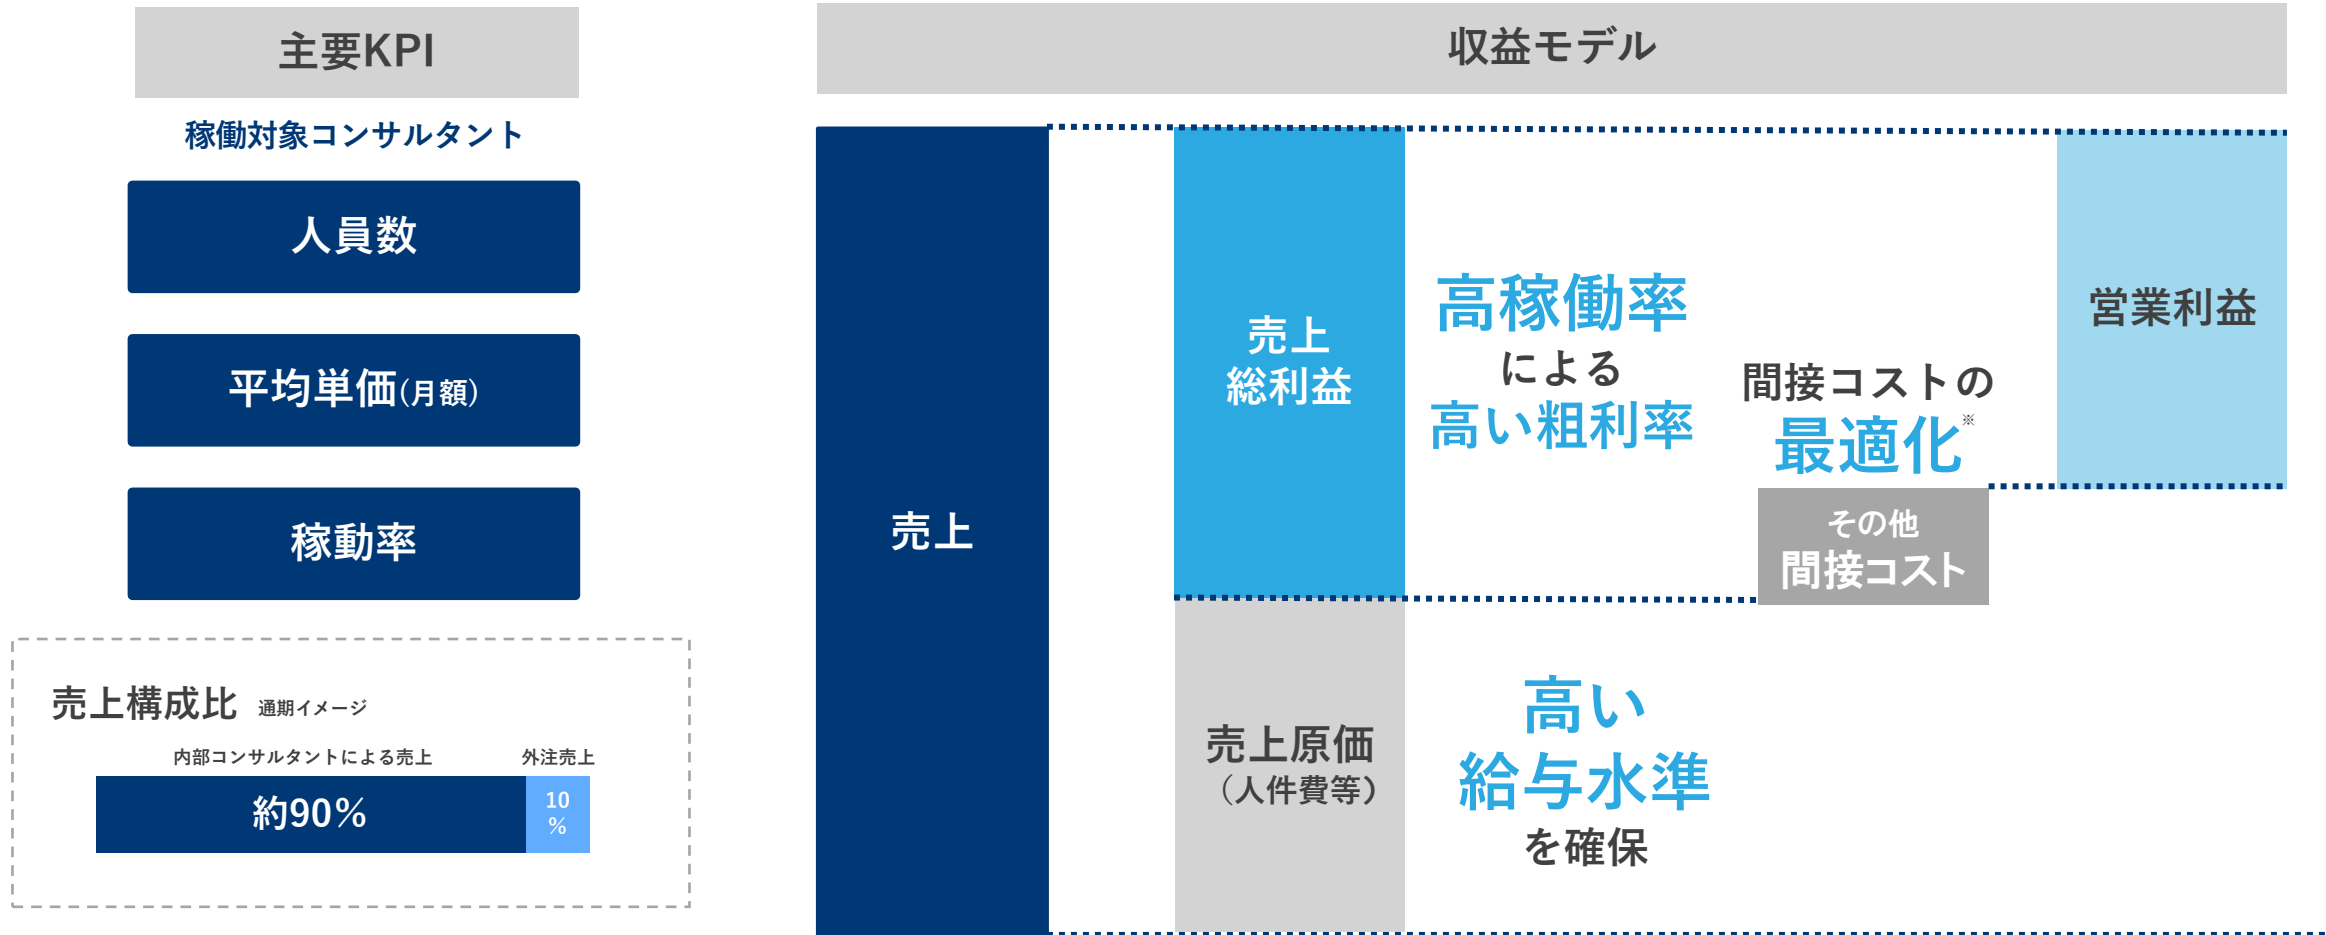 主要KPI
稼働対象コンサルタント
人員数
平均単価(月額)
稼動率
売上構成比 通期イメージ
内部コンサルタントによる売上 外注売上
約90%
10
%
収益モデル
売上
売上
総利益
高稼働率
による
高い粗利率
間接コストの
最適化※
その他
間接コスト
営業利益
売上原価
（人件費等）
高い
給与水準
を確保